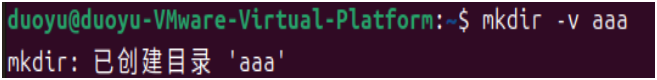 duoyu@duoyu-VMware-Virtual-Platform:~$ mkdir -v aaa
mkdir: 已创建目录 'aaa'